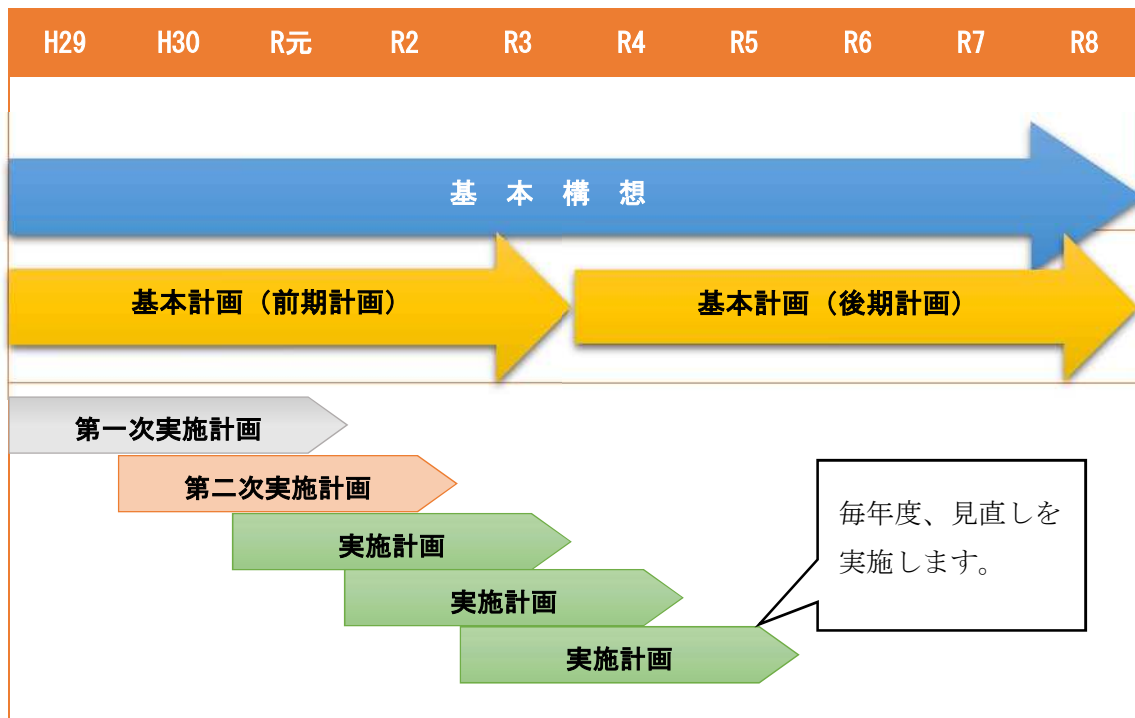 H29 H30 R元 R2 R3 R4 R5 R6 R7 R8
基 本 構 想
基本計画（前期計画） 基本計画（後期計画）
第一次実施計画
第二次実施計画
実施計画
実施計画
実施計画
毎年度、見直しを
実施します。